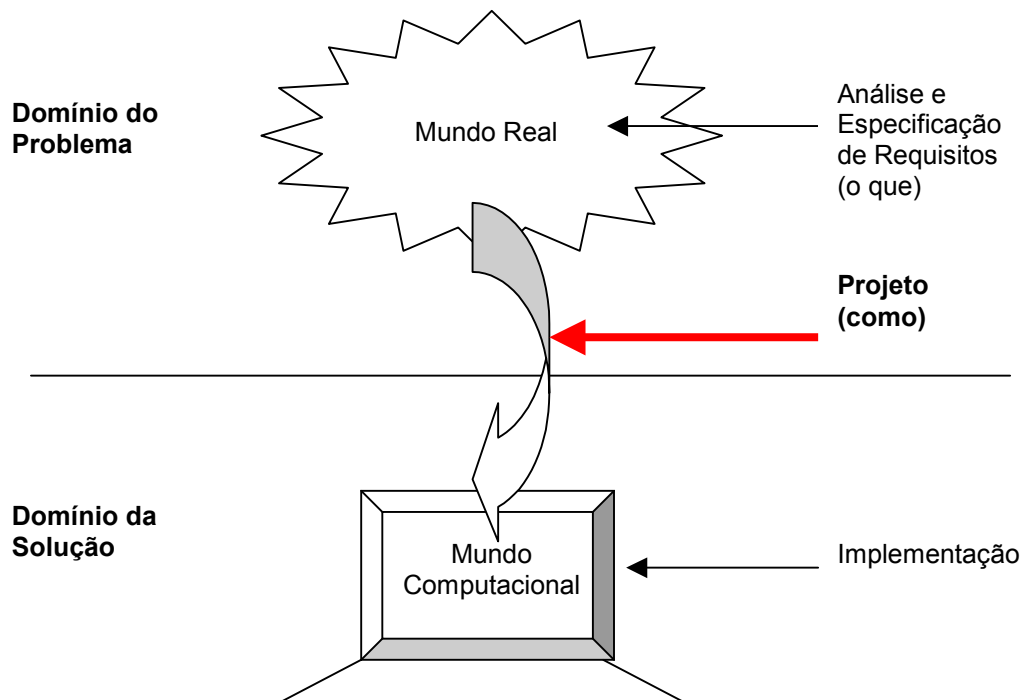 Domínio do
Problema
Mundo Real
Análise e
Especificação
de Requisitos
(o que)
Projeto
(como)
Domínio da
Solução
Mundo
Computacional
Implementação